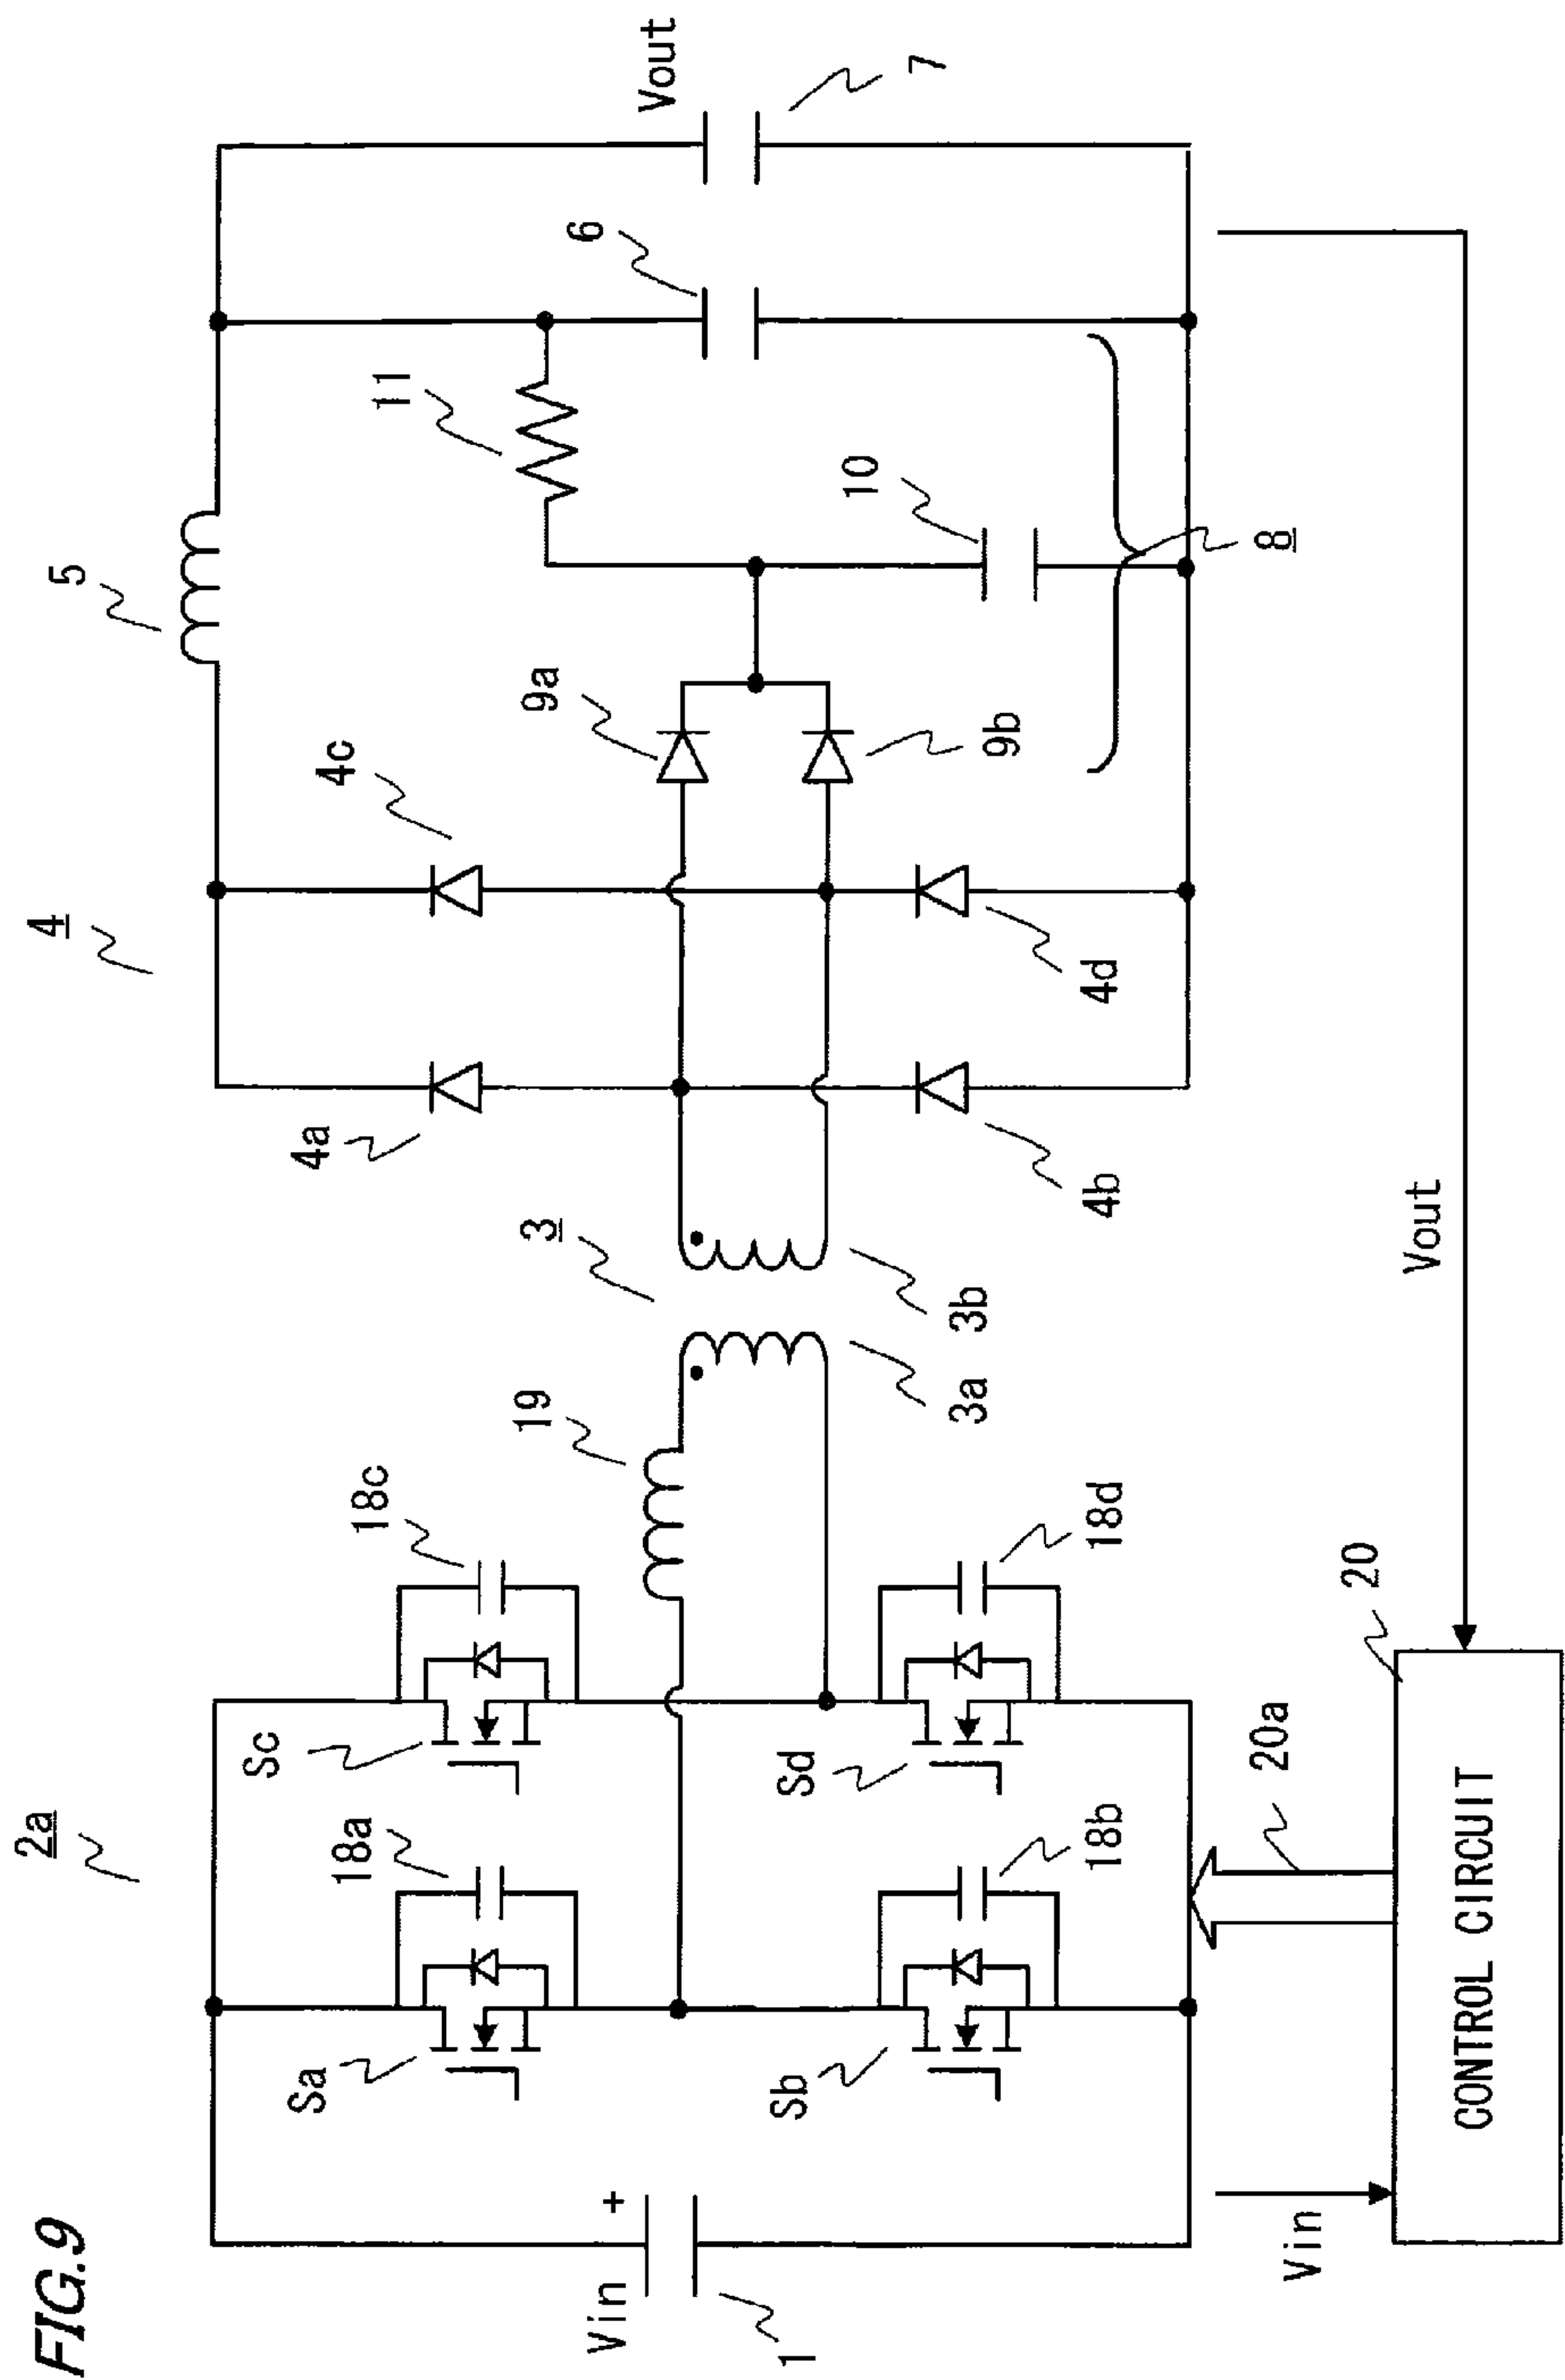 FIG.9
2a
4
5
Sa
18a
Sc
18c
4a
4c
11
6
Vout
7
19
3
9a
Vin
+
1
3a
3b
9b
10
Sb
18b
Sd
18d
4b
4d
8
Vin
20a
20
Vout
CONTROL CIRCUIT